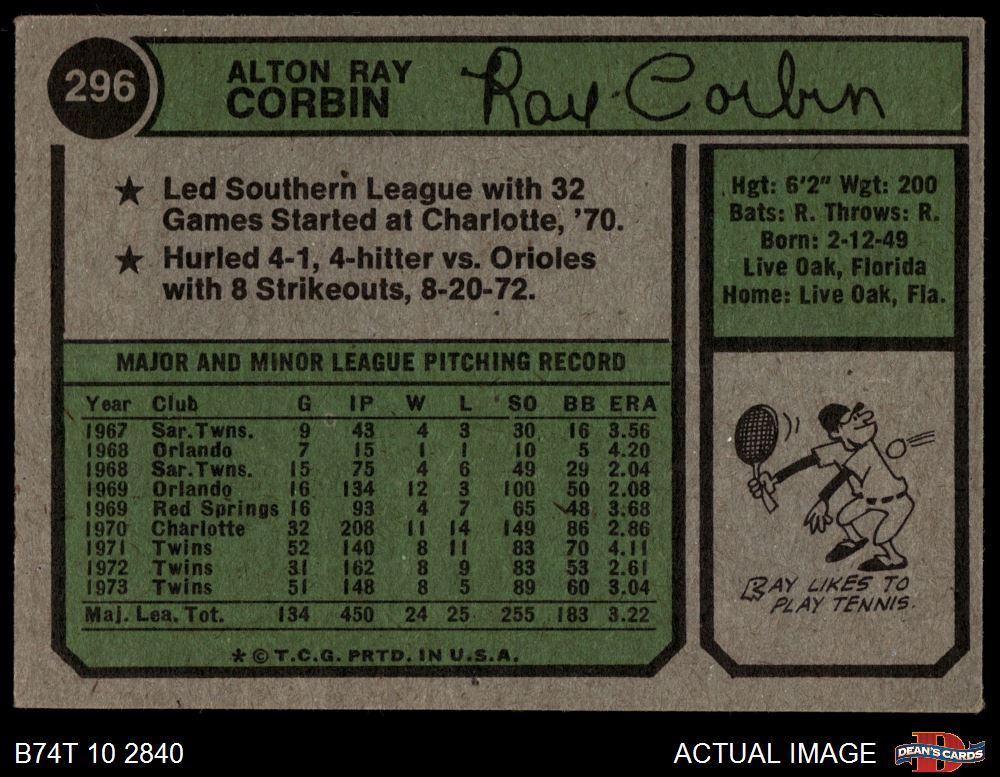 296
ALTON RAY
CORBIN
Ray Corbin
★ Led Southern League with 32
Games Started at Charlotte, '70.
★ Hurled 4-1, 4-hitter vs. Orioles
with 8 Strikeouts, 8-20-72.
Hgt: 6'2" Wgt: 200
Bats: R. Throws: R.
Born: 2-12-49
Live Oak, Florida
Home: Live Oak, Fla.
MAJOR AND MINOR LEAGUE PITCHING RECORD
Year Club G IP W L SO BB ERA
1967 Sar. Twns. 9 43 4 3 30 16 3.56
1968 Orlando 7 15 1 1 10 5 4.20
1968 Sar. Twns. 15 75 4 6 49 29 2.04
1969 Orlando 16 134 12 3 100 50 2.08
1969 Red Springs 16 93 4 7 65 48 3.68
1970 Charlotte 32 208 11 14 149 86 2.86
1971 Twins 52 140 8 11 83 70 4.11
1972 Twins 31 162 8 9 83 53 2.61
1973 Twins 51 148 8 5 89 60 3.04
Maj. Lea. Tot. 134 450 24 25 255 183 3.22
* © T.C.G. PRTD. IN U.S.A.
RAY LIKES TO
PLAY TENNIS.
B74T 10 2840
ACTUAL IMAGE
D
DEAN'S CARDS